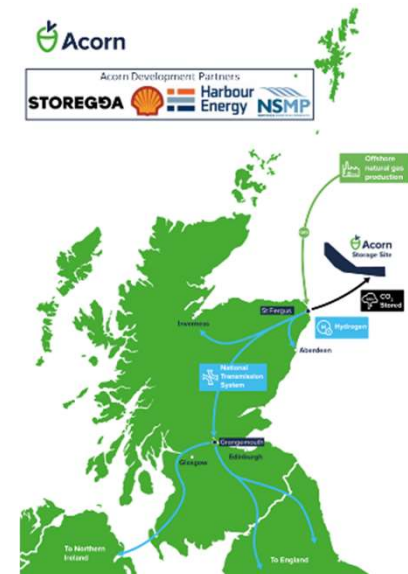 Acorn
Acorn Development Partners
STOREGGA
Harbour
Energy
NSMP
Offshore
natural gas
production
Acorn
Storage Site
CO₂
Stored
St Fergus
Hydrogen
Inverness
Aberdeen
National
Transmission
System
Grangemouth
Glasgow
Edinburgh
To Northern
Ireland
To England